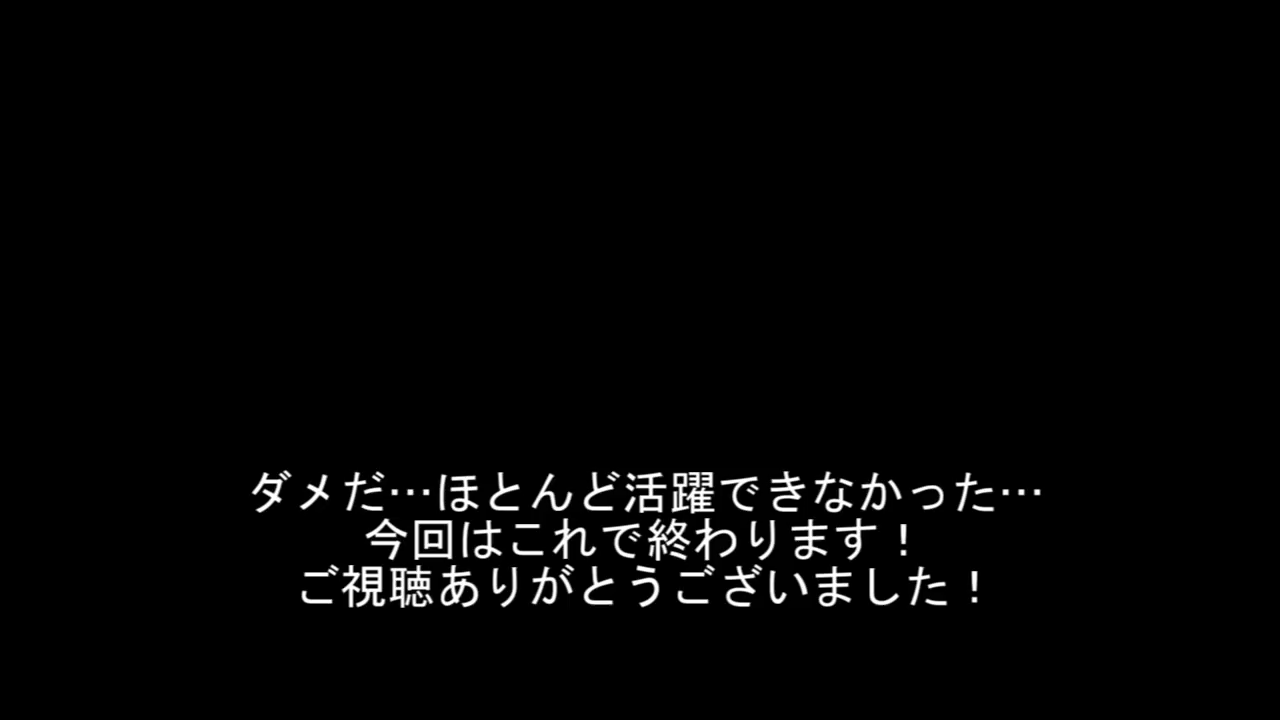 ダメだ…ほとんど活躍できなかった…
今回はこれで終わります！
ご視聴ありがとうございました！